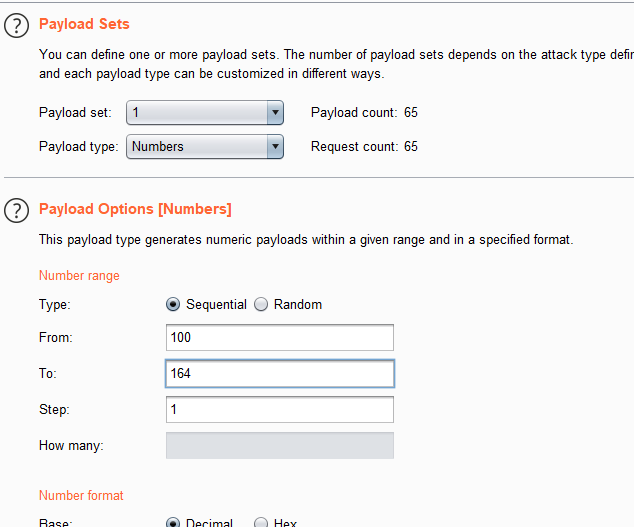 Payload Sets
You can define one or more payload sets. The number of payload sets depends on the attack type defin
and each payload type can be customized in different ways.
Payload set: 1 Payload count: 65
Payload type: Numbers Request count: 65
Payload Options [Numbers]
This payload type generates numeric payloads within a given range and in a specified format.
Number range
Type: Sequential Random
From: 100
To: 164
Step: 1
How many:
Number format
Base: Decimal Hex